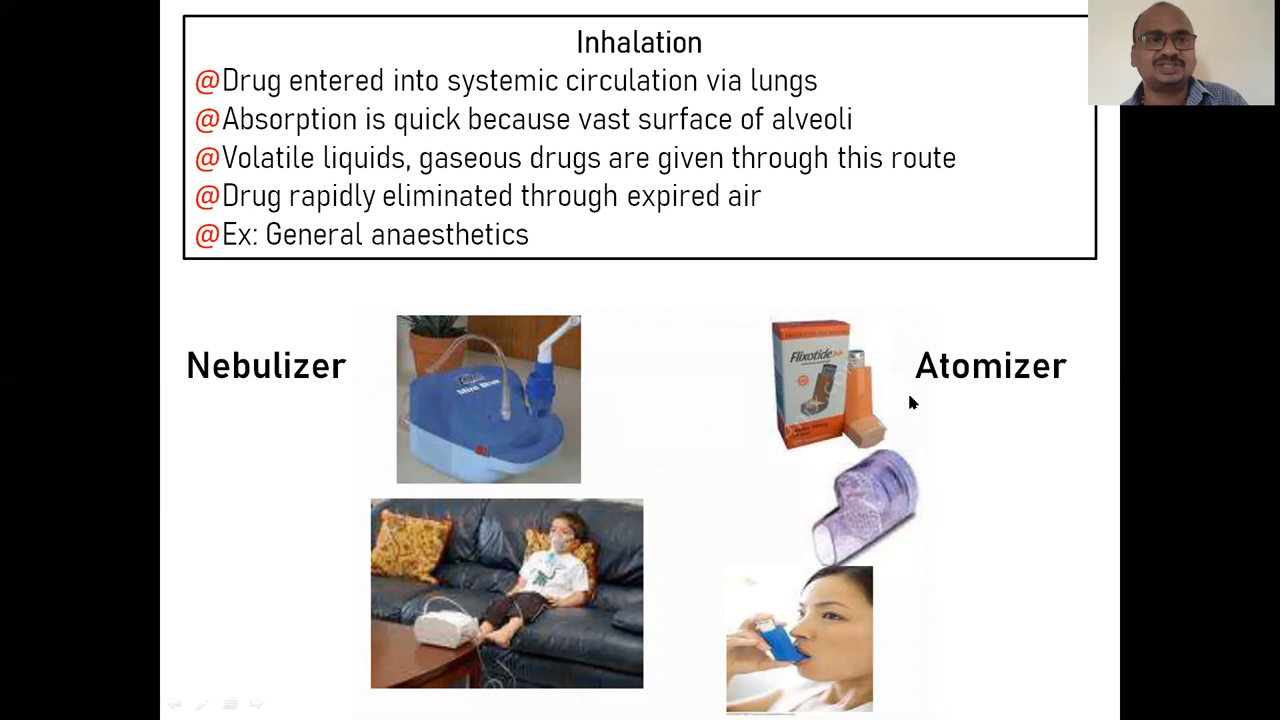 Inhalation
@Drug entered into systemic circulation via lungs
@Absorption is quick because vast surface of alveoli
@Volatile liquids, gaseous drugs are given through this route
@Drug rapidly eliminated through expired air
@Ex: General anaesthetics
Nebulizer
Flixotide
Atomizer